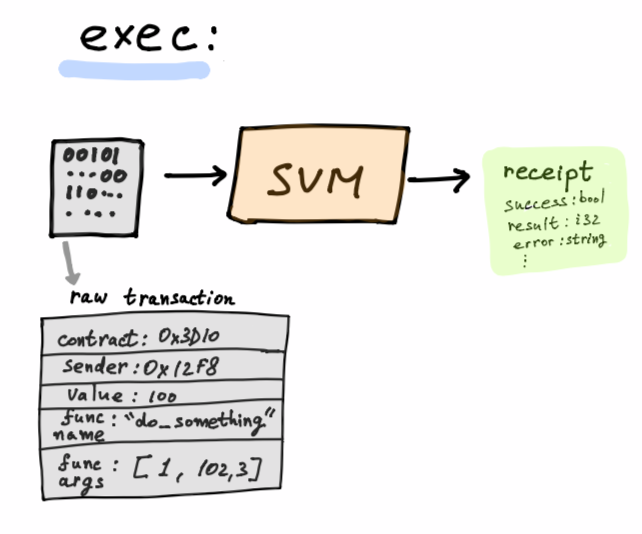 exec:
00101
...00
110...
....
SVM
receipt
success:bool
result:i32
error:string
⋮
raw transaction
contract: 0x3D10
Sender:0x12F8
Value:100
func name:"do_something"
func args:[1, 102,3]